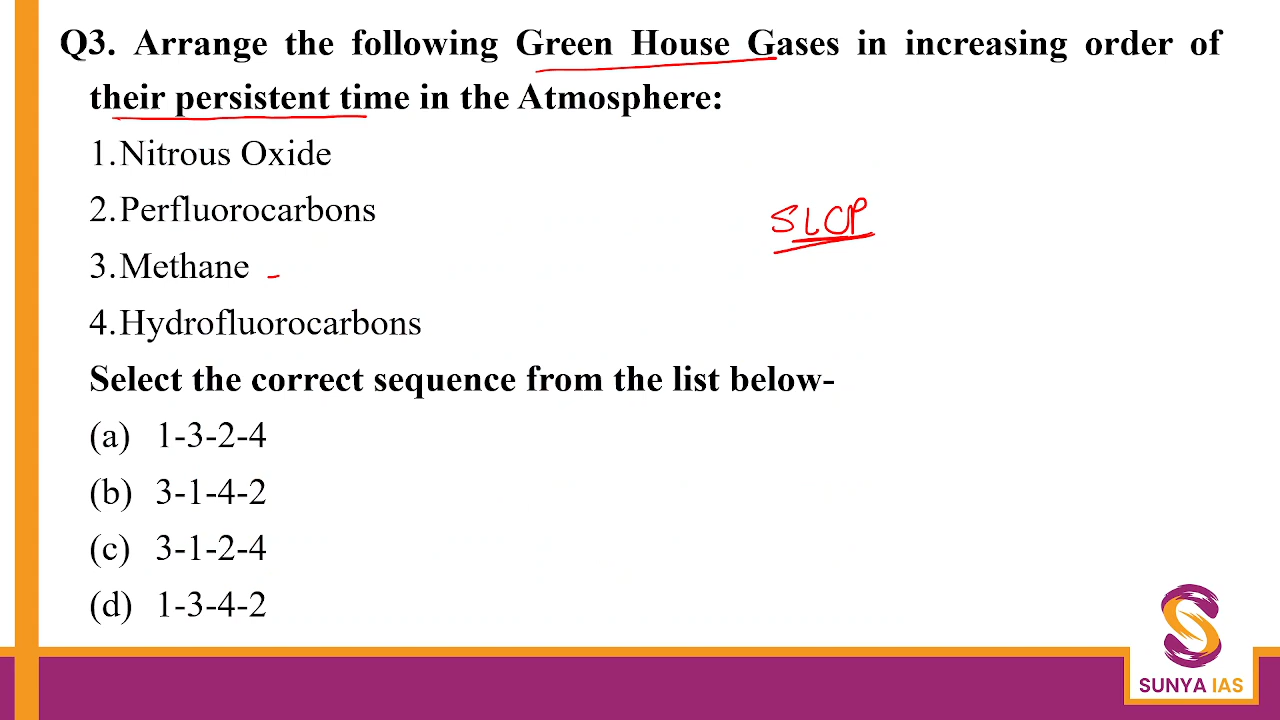 Q3. Arrange the following Green House Gases in increasing order of
their persistent time in the Atmosphere:
1.Nitrous Oxide
2.Perfluorocarbons
SLCP
3.Methane -
4.Hydrofluorocarbons
Select the correct sequence from the list below-
(a) 1-3-2-4
(b) 3-1-4-2
(c) 3-1-2-4
(d) 1-3-4-2
SUNYA IAS